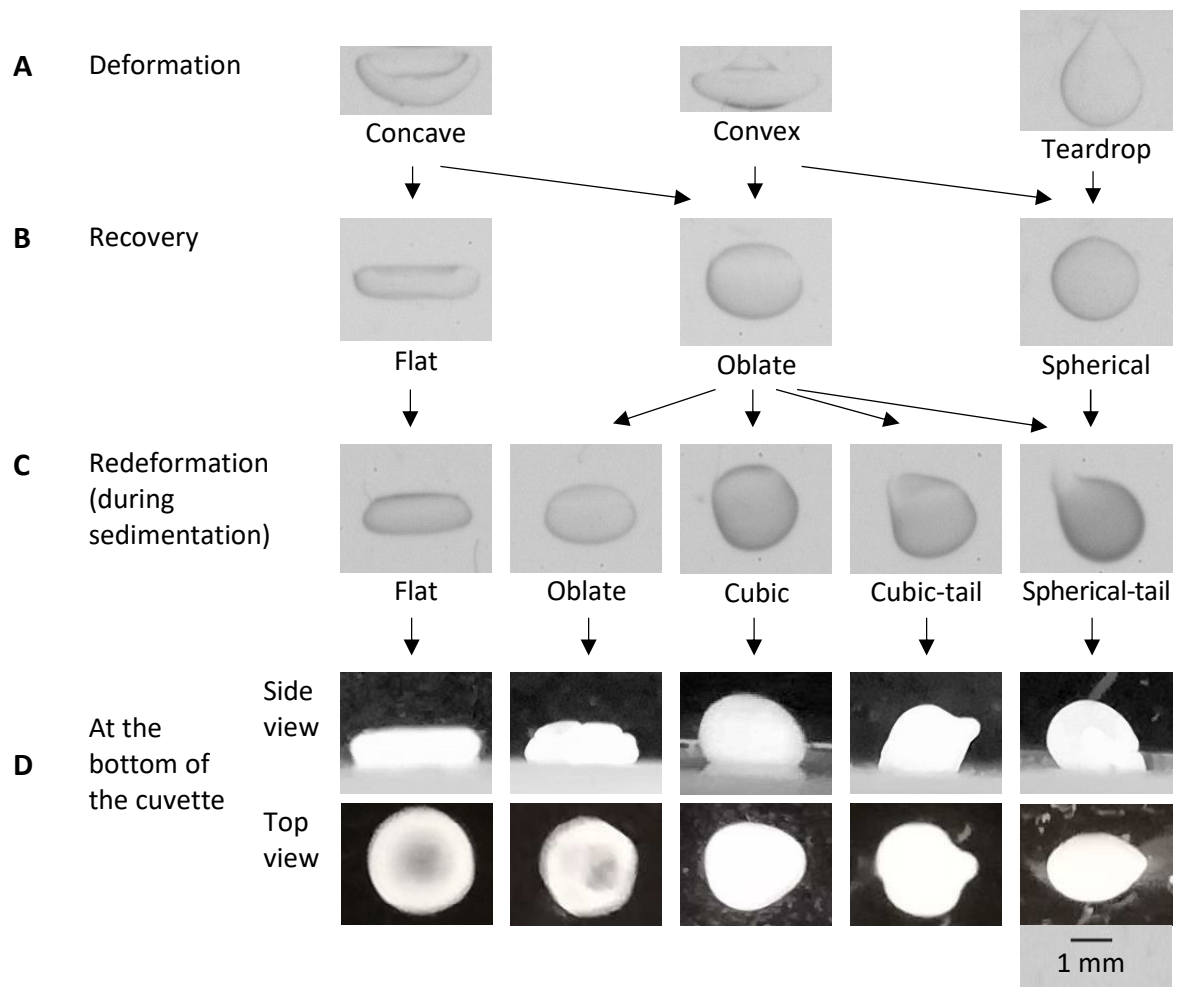 A
Deformation
Concave
Convex
Teardrop
B
Recovery
Flat
Oblate
Spherical
C
Redeformation
(during
sedimentation)
Flat
Oblate
Cubic
Cubic-tail
Spherical-tail
D
At the
bottom of
the cuvette
Side
view
Top
view
1 mm